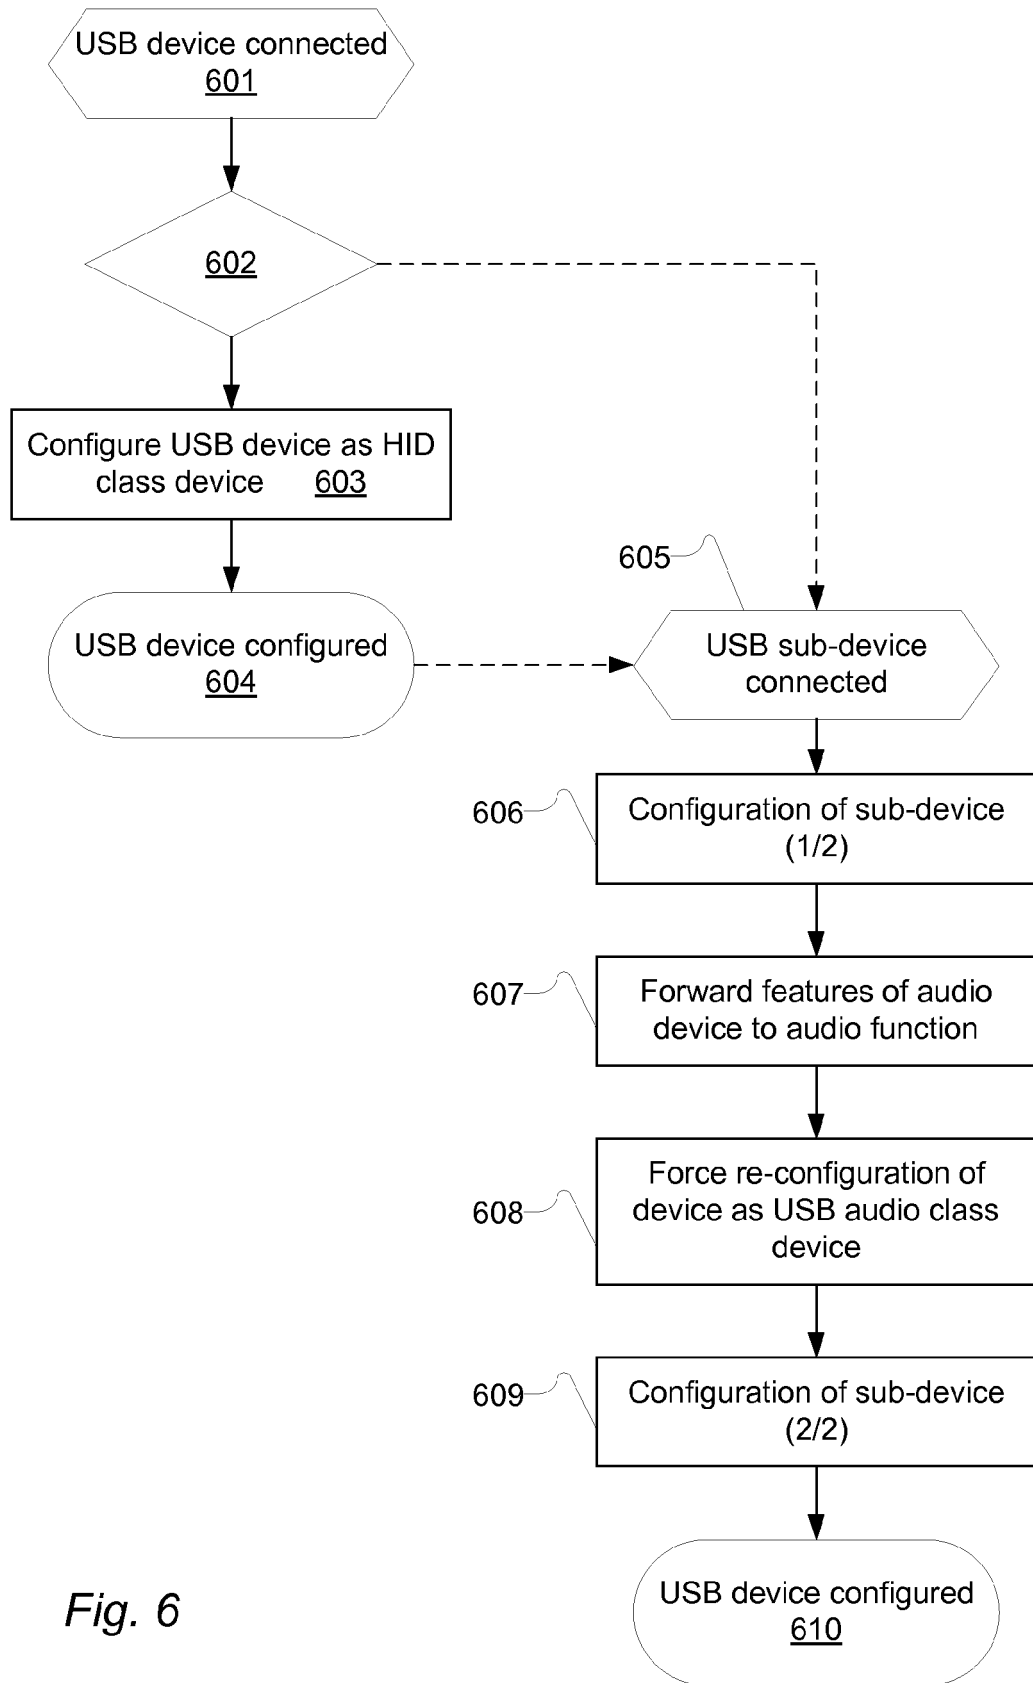 USB device connected
601
602
Configure USB device as HID
class device 603
USB device configured
604
605
USB sub-device
connected
606
Configuration of sub-device
(1/2)
607
Forward features of audio
device to audio function
608
Force re-configuration of
device as USB audio class
device
609
Configuration of sub-device
(2/2)
USB device configured
610
Fig. 6